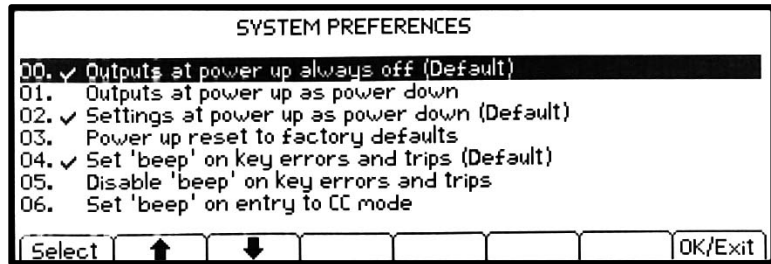 SYSTEM PREFERENCES
00. ✓ Outputs at power up always off (Default)
01. Outputs at power up as power down
02. ✓ Settings at power up as power down (Default)
03. Power up reset to factory defaults
04. ✓ Set 'beep' on key errors and trips (Default)
05. Disable 'beep' on key errors and trips
06. Set 'beep' on entry to CC mode
Select ↑ ↓ OK/Exit